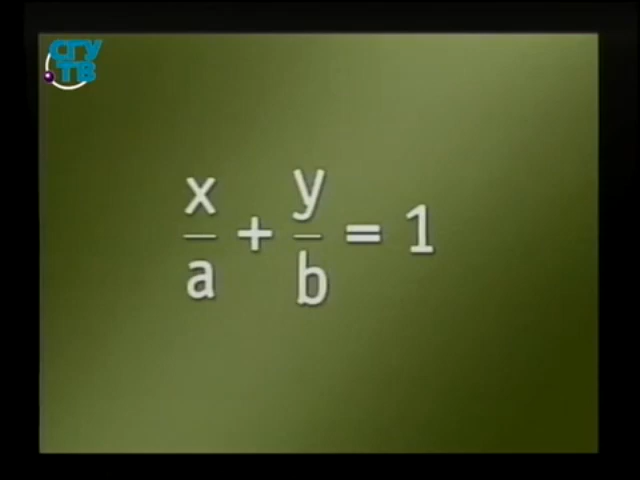 СГУ
ТВ
x/a + y/b = 1